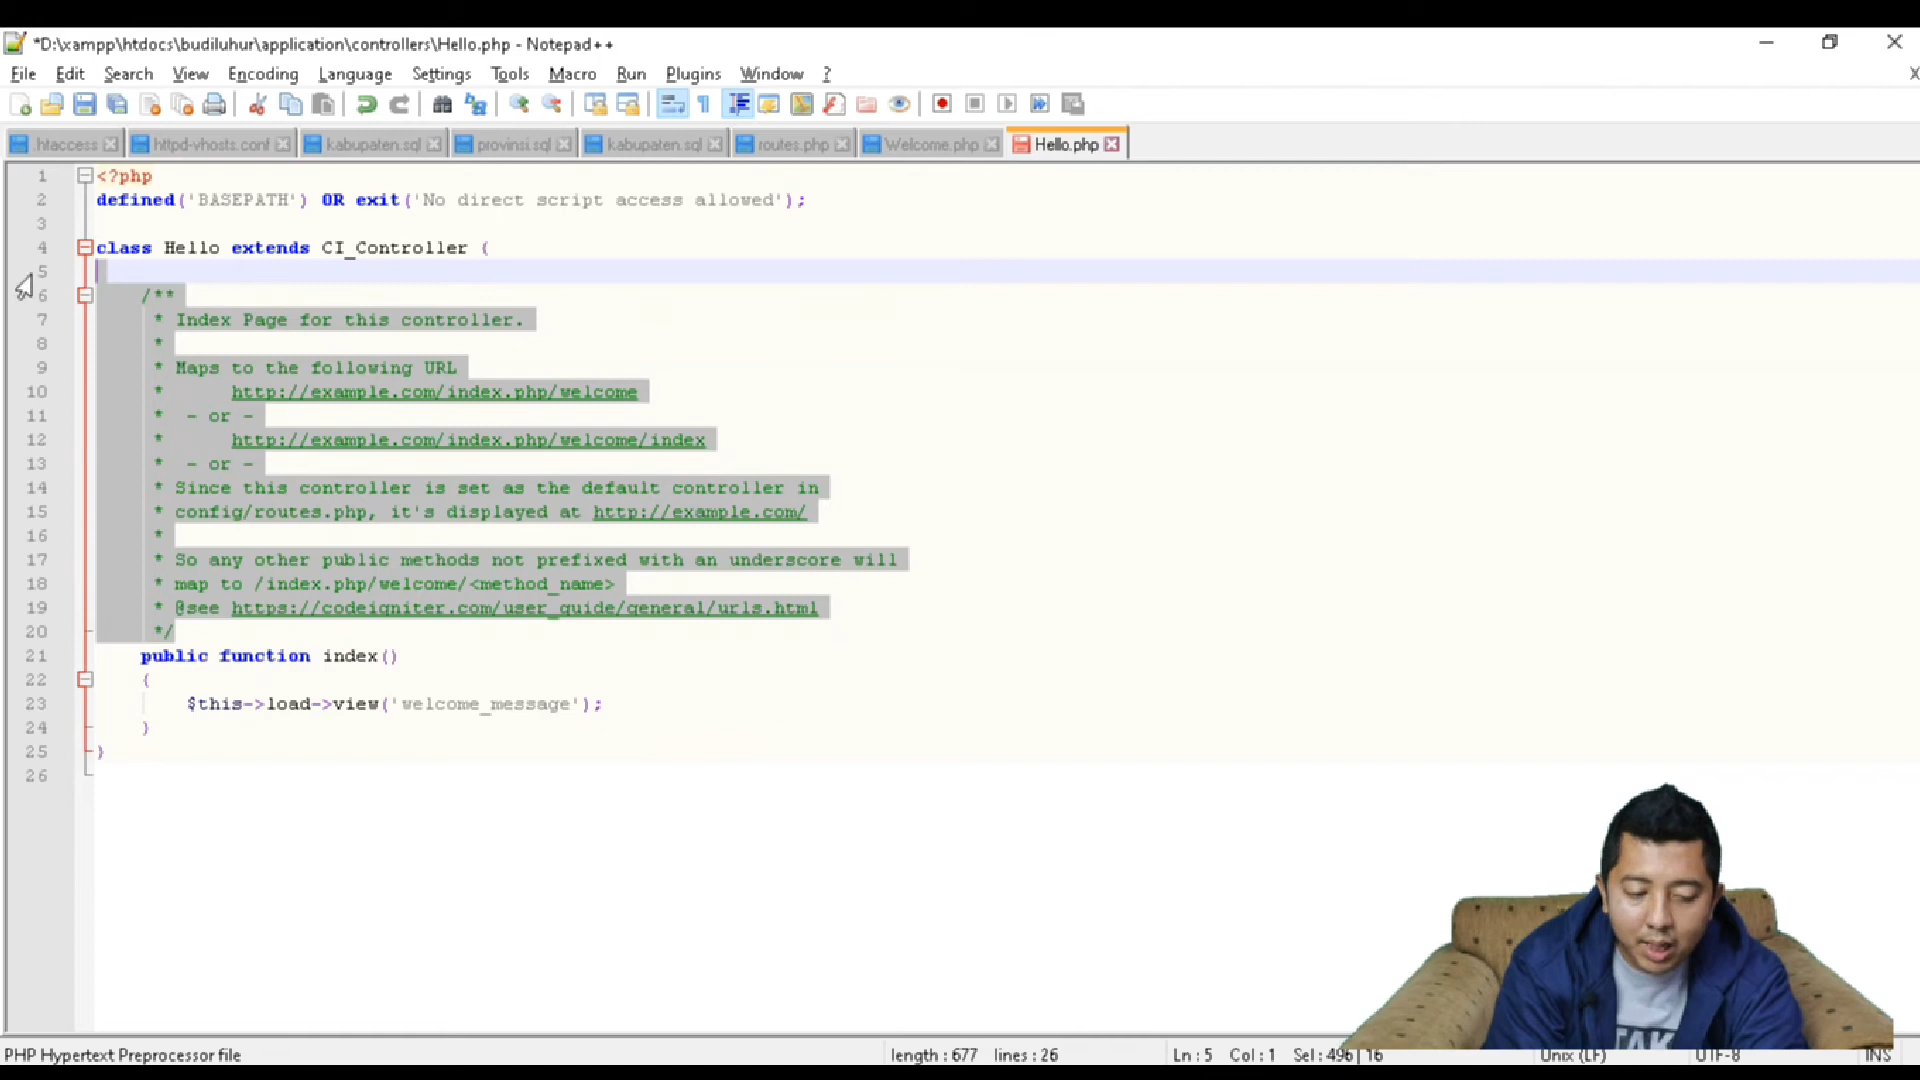 *D:\xampp\htdocs\budiluhur\application\controllers\Hello.php - Notepad++
File Edit Search View Encoding Language Settings Tools Macro Run Plugins Window ?
.htaccess httpd-vhosts.conf kabupaten.sql provinsi.sql kabupaten.sql routes.php Welcome.php Hello.php
1 <?php
2 defined('BASEPATH') OR exit('No direct script access allowed');
3
4 class Hello extends CI_Controller {
5
6 /**
7 * Index Page for this controller.
8 *
9 * Maps to the following URL
10 * http://example.com/index.php/welcome
11 * - or -
12 * http://example.com/index.php/welcome/index
13 * - or -
14 * Since this controller is set as the default controller in
15 * config/routes.php, it's displayed at http://example.com/
16 *
17 * So any other public methods not prefixed with an underscore will
18 * map to /index.php/welcome/<method_name>
19 * @see https://codeigniter.com/user_guide/general/urls.html
20 */
21 public function index()
22 {
23 $this->load->view('welcome_message');
24 }
25 }
26
PHP Hypertext Preprocessor file length : 677 lines : 26 Ln : 5 Col : 1 Sel : 496 | 16 Unix (LF) UTF-8 INS